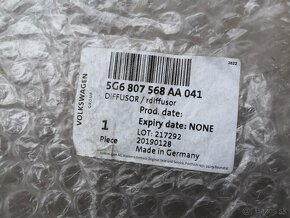 2022
VOLKSWAGEN
5G6 807 568 AA 041
DIFFUSOR / rdiffusor
Prod. date:
Expiry date: NONE
1
LOT: 217292
Piece
20190128
Made in Germany